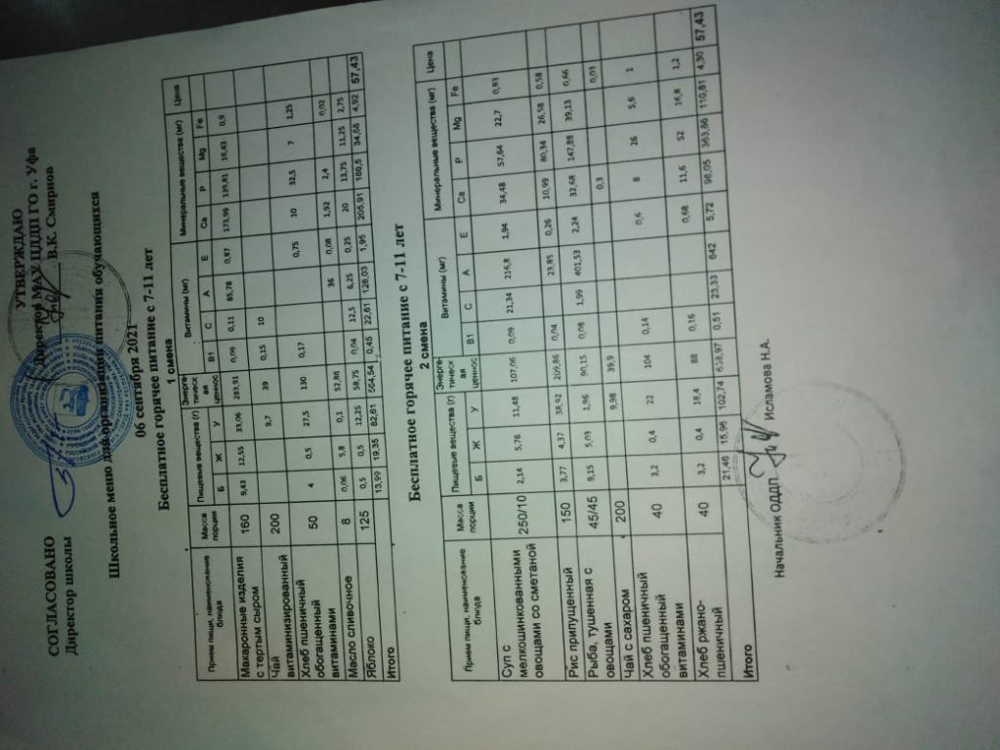 СОГЛАСОВАНО
Директор школы
УТВЕРЖДАЮ
Директор МАУ ЦДДП ГО г. Уфа
В.К. Смирнов
Школьное меню для организации питания обучающихся
06 сентября 2021
Бесплатное горячее питание с 7-11 лет
1 смена
Прием пищи, наименование блюда Масса порции Пищевые вещества (г) Энергетическая ценнос Витамины (мг) Минеральные вещества (мг) Цена
Б Ж У В1 С А Е Са Р Mg Fe
Макаронные изделия с тертым сыром 160 9,43 12,55 33,06 283,91 0,09 0,11 85,78 0,87 173,99 139,81 16,43 0,9
Чай витаминизированный 200 9,7 39 0,15 10
Хлеб пшеничный обогащенный витаминами 50 4 0,5 27,5 130 0,17 0,75 10 32,5 7 1,25
Масло сливочное 8 0,06 5,8 0,1 52,88 36 0,08 1,92 2,4 0,02
Яблоко 125 0,5 0,5 12,25 58,75 0,04 12,5 6,25 0,25 20 13,75 11,25 2,75
Итого 13,99 19,35 82,61 564,54 0,45 22,61 128,03 1,95 205,91 188,5 34,68 4,92 57,43
Бесплатное горячее питание с 7-11 лет
2 смена
Прием пищи, наименование блюда Масса порции Пищевые вещества (г) Энергетическая ценнос Витамины (мг) Минеральные вещества (мг) Цена
Б Ж У В1 С А Е Са Р Mg Fe
Суп с мелкошинкованными овощами со сметаной 250/10 2,14 5,76 11,48 107,06 0,09 21,34 216,8 1,94 34,48 57,64 22,7 0,83
Рис припущенный 150 3,77 4,37 38,92 209,86 0,04 23,85 0,26 10,99 80,34 26,58 0,58
Рыба, тушенная с овощами 45/45 9,15 5,03 1,96 90,15 0,08 1,99 401,53 2,24 32,68 147,88 39,13 0,66
Чай с сахаром 200 9,98 39,9 0,3 0,03
Хлеб пшеничный обогащенный витаминами 40 3,2 0,4 22 104 0,14 0,6 8 26 5,6 1
Хлеб ржано-пшеничный 40 3,2 0,4 18,4 88 0,16 0,68 11,6 52 16,8 1,2
Итого 21,46 15,96 102,74 638,97 0,51 23,33 642 5,72 98,05 363,86 110,81 4,30 57,43
Начальник ОДДП Исламова Н.А.